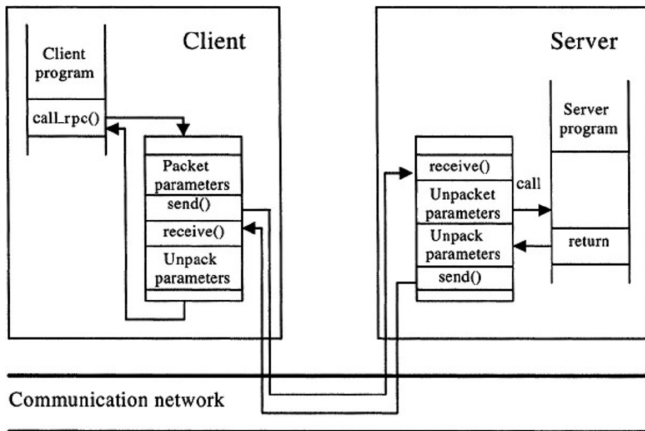 Client
Client
program
call_rpc()
Packet
parameters
send()
receive()
Unpack
parameters
Server
Server
program
receive()
call
Unpacket
parameters
Unpack
parameters
return
send()
Communication network